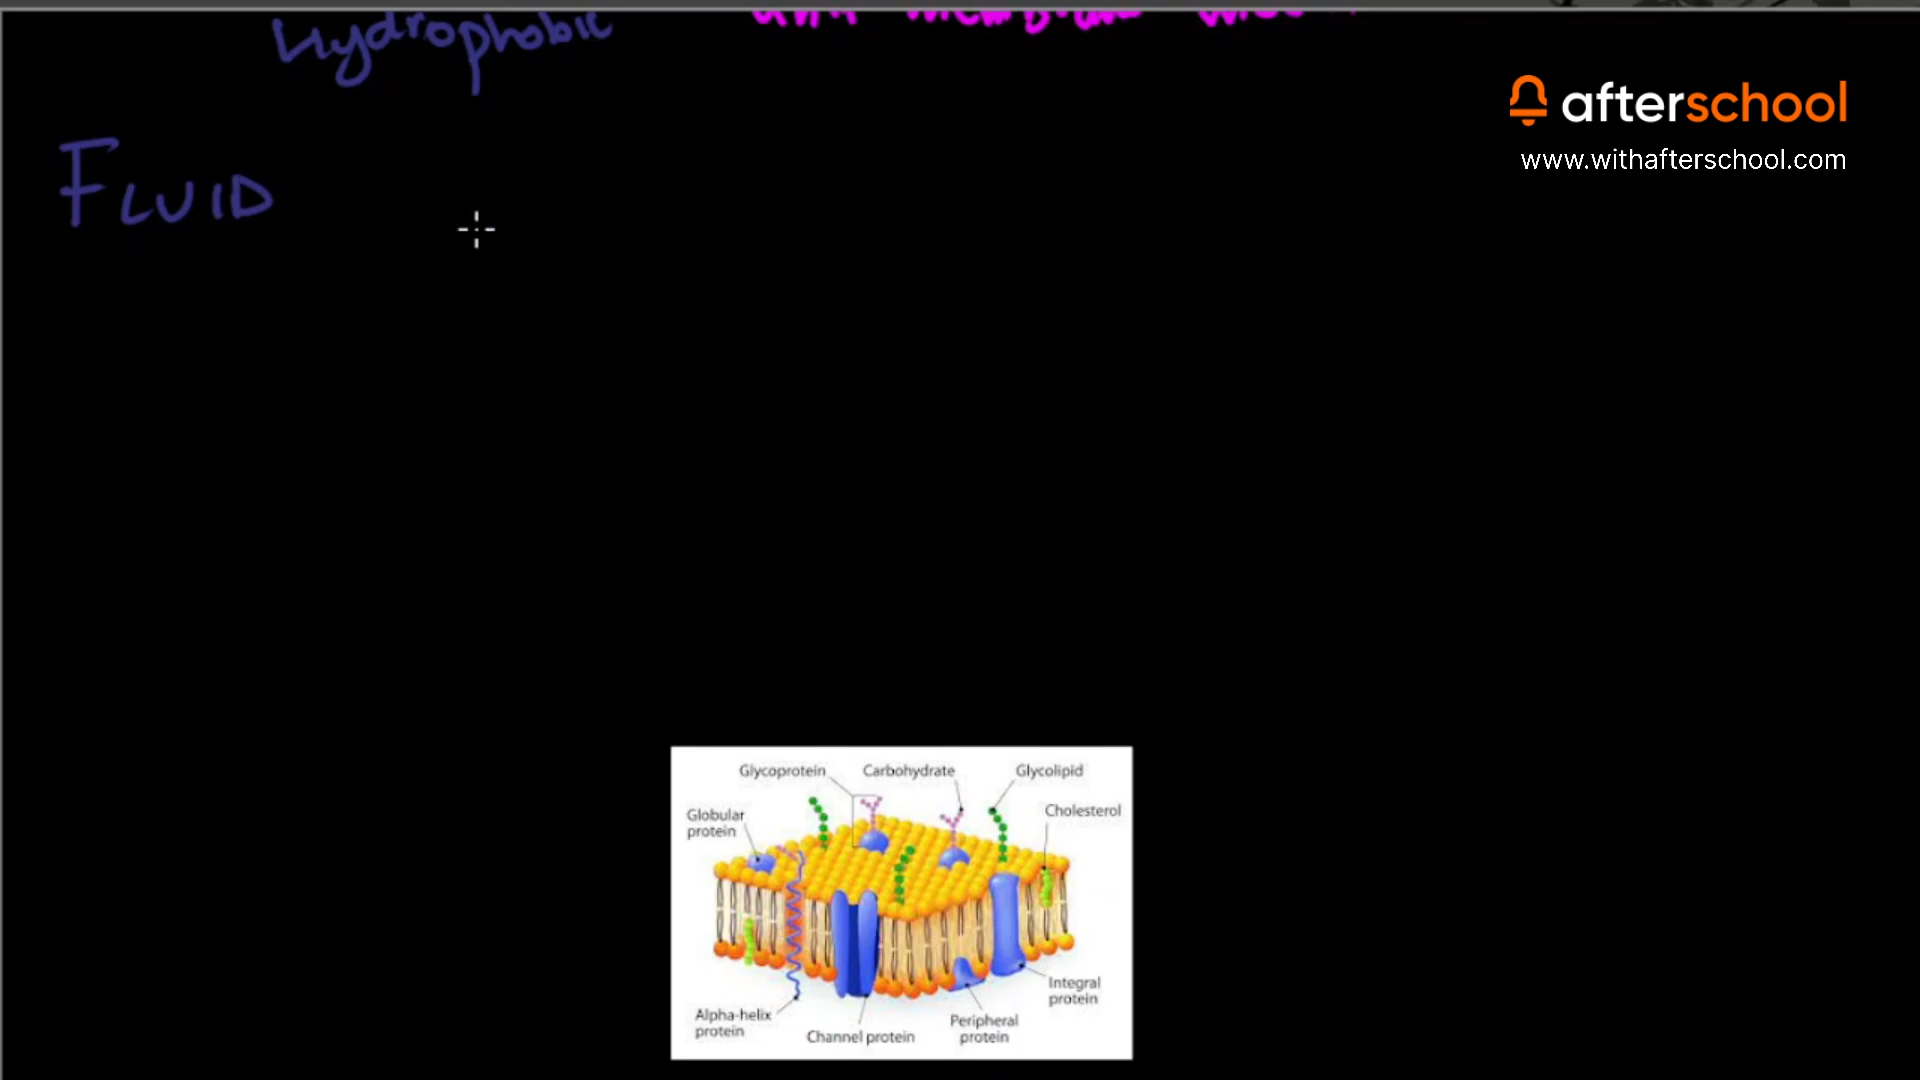 hydrophobic
afterschool
www.withafterschool.com
FLUID
Glycoprotein Carbohydrate Glycolipid
Globular
protein
Cholesterol
Integral
protein
Alpha-helix
protein
Channel protein
Peripheral
protein